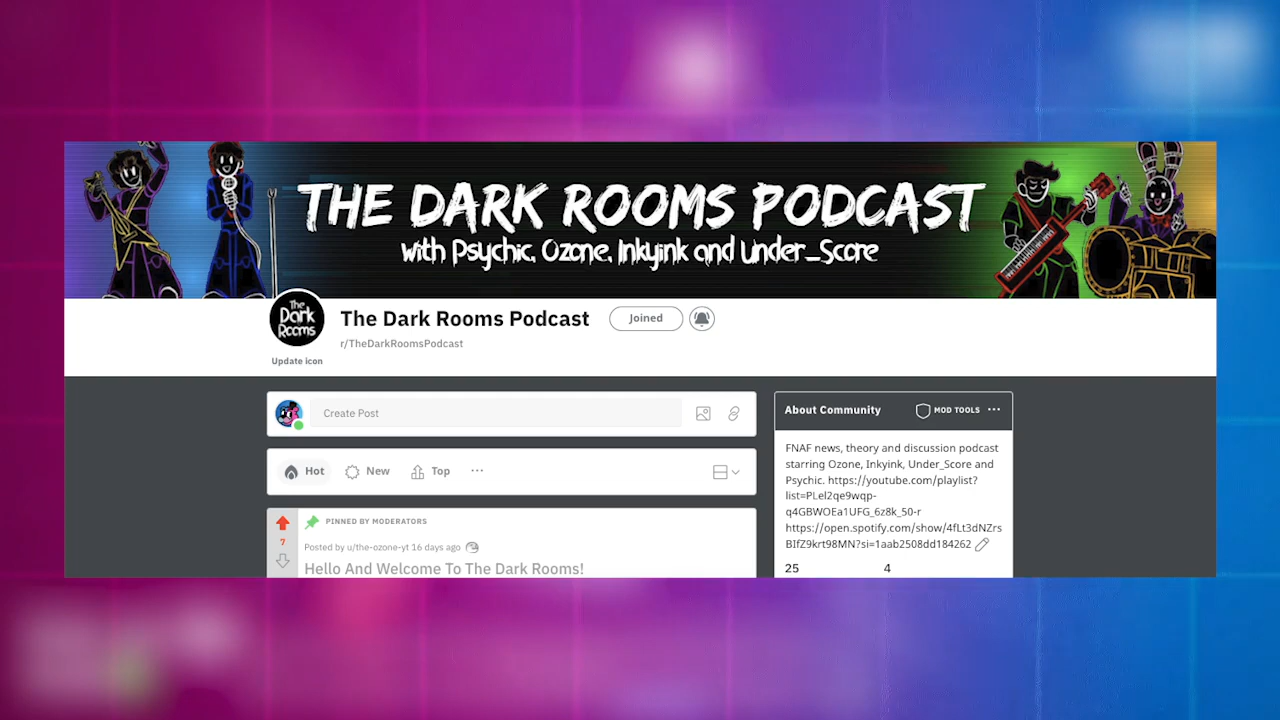 THE DARK ROOMS PODCAST
with Psychic, Ozone, Inkyink and Under_Score
The
Dark
Rooms
The Dark Rooms Podcast
Joined
r/TheDarkRoomsPodcast
Update icon
Create Post
Hot
New
Top
PINNED BY MODERATORS
7
Posted by u/the-ozone-yt 16 days ago
Hello And Welcome To The Dark Rooms!
About Community
MOD TOOLS
FNAF news, theory and discussion podcast
starring Ozone, Inkyink, Under_Score and
Psychic. https://youtube.com/playlist?
list=PLel2qe9wqp-
q4GBWOEa1UFG_6z8k_50-r
https://open.spotify.com/show/4fLt3dNZrs
BIfZ9krt98MN?si=1aab2508dd184262
25
4